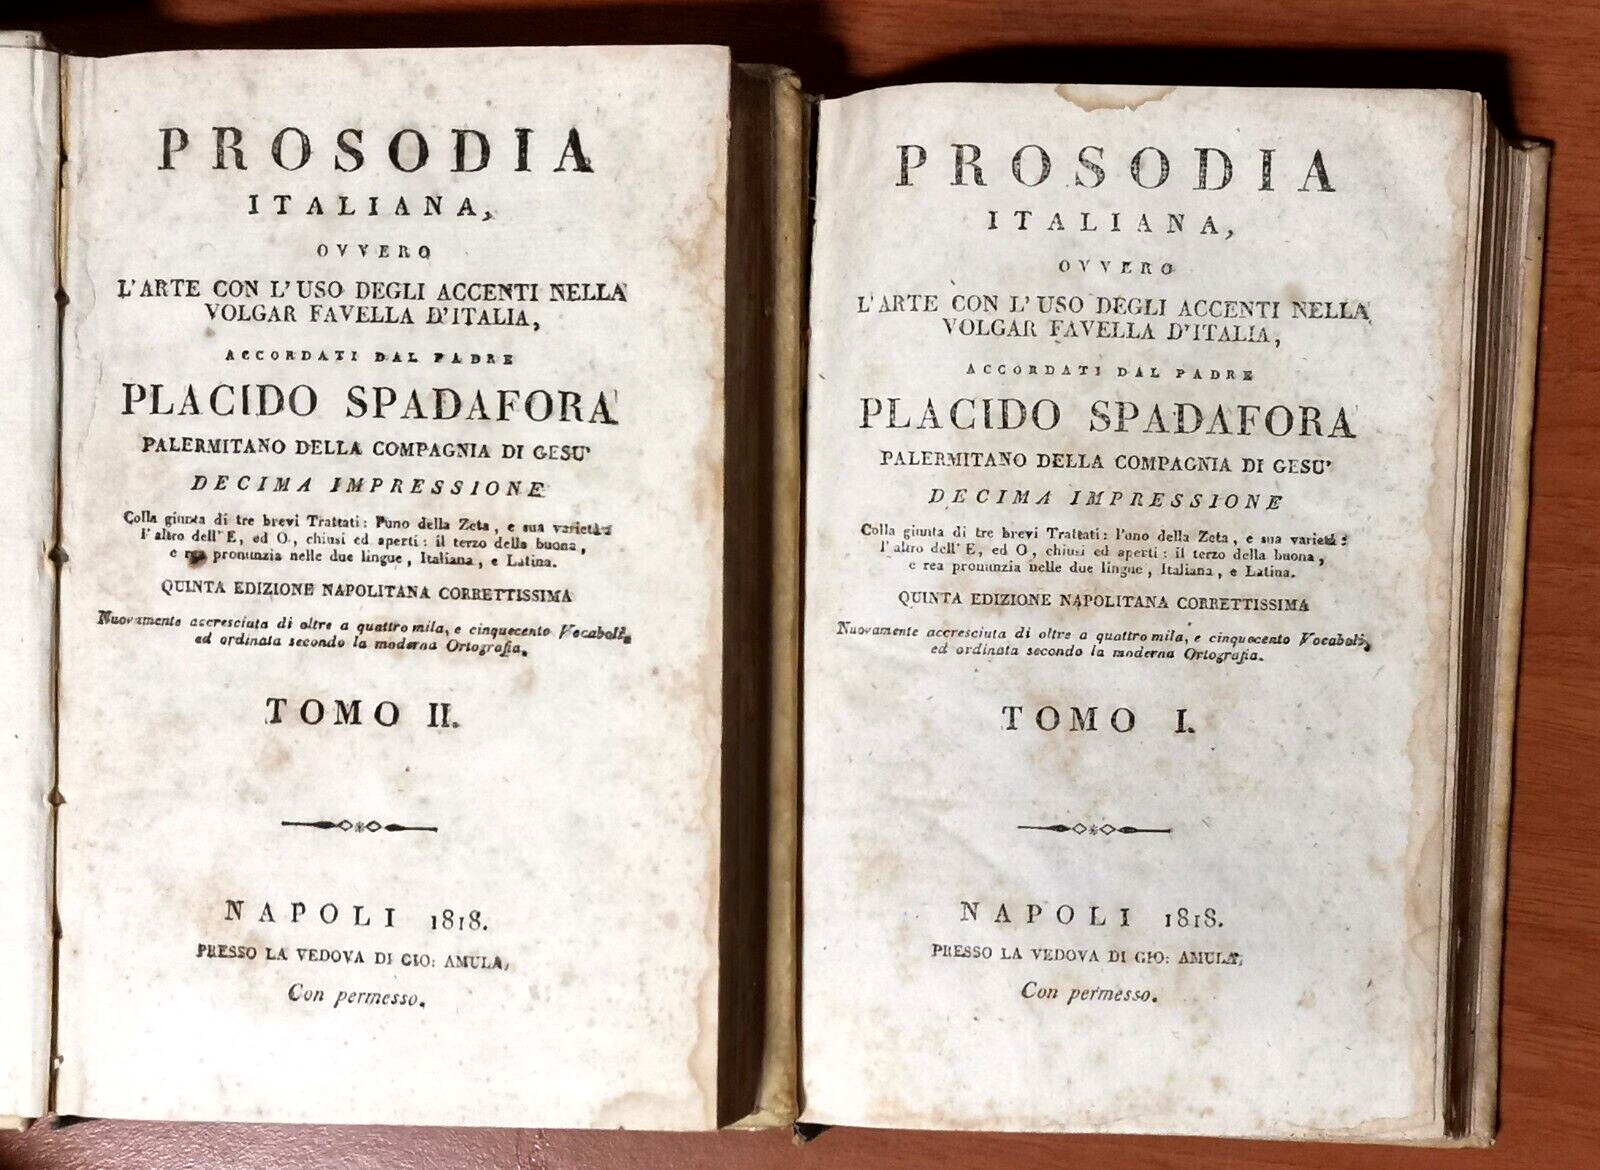 PROSODIA
ITALIANA,
OVVERO
L'ARTE CON L'USO DEGLI ACCENTI NELLA
VOLGAR FAVELLA D'ITALIA,
ACCORDATI DAL PADRE
PLACIDO SPADAFORA
PALERMITANO DELLA COMPAGNIA DI GESU'
DECIMA IMPRESSIONE
Colla giunta di tre brevi Trattati: l'uno della Zeta, e sua varietà:
l'altro dell'E, ed O, chiusi ed aperti: il terzo della buona,
e rea pronunzia nelle due lingue, Italiana, e Latina.
QUINTA EDIZIONE NAPOLITANA CORRETTISSIMA
Nuovamente accresciuta di oltre a quattro mila, e cinquecento Vocaboli,
ed ordinata secondo la moderna Ortografia.
TOMO II.
NAPOLI 1818.
PRESSO LA VEDOVA DI GIO: AMULA,
Con permesso.
PROSODIA
ITALIANA,
OVVERO
L'ARTE CON L'USO DEGLI ACCENTI NELLA
VOLGAR FAVELLA D'ITALIA,
ACCORDATI DAL PADRE
PLACIDO SPADAFORA
PALERMITANO DELLA COMPAGNIA DI GESU'
DECIMA IMPRESSIONE
Colla giunta di tre brevi Trattati: l'uno della Zeta, e sua varietà:
l'altro dell'E, ed O, chiusi ed aperti: il terzo della buona,
e rea pronunzia nelle due lingue, Italiana, e Latina.
QUINTA EDIZIONE NAPOLITANA CORRETTISSIMA
Nuovamente accresciuta di oltre a quattro mila, e cinquecento Vocaboli,
ed ordinata secondo la moderna Ortografia.
TOMO I.
NAPOLI 1818.
PRESSO LA VEDOVA DI GIO: AMULA,
Con permesso.